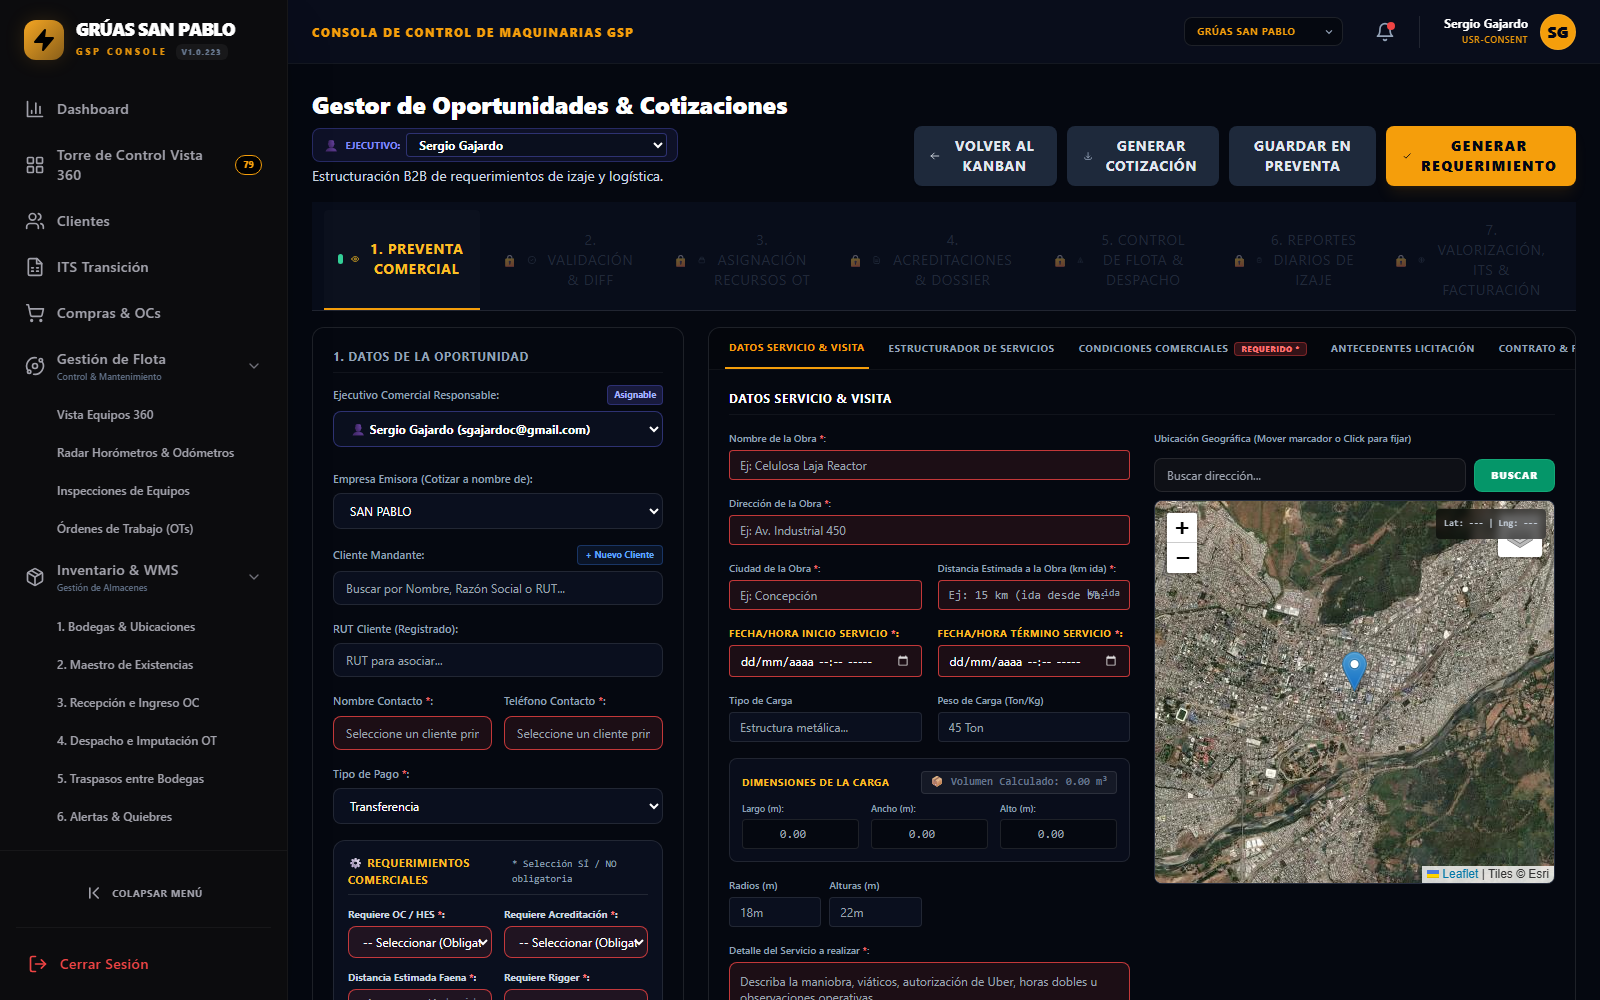 GRÚAS SAN PABLO
GSP CONSOLE V1.0.223
Dashboard
Torre de Control Vista
360
79
Clientes
ITS Transición
Compras & OCs
Gestión de Flota
Control & Mantenimiento
Vista Equipos 360
Radar Horómetros & Odómetros
Inspecciones de Equipos
Órdenes de Trabajo (OTs)
Inventario & WMS
Gestión de Almacenes
1. Bodegas & Ubicaciones
2. Maestro de Existencias
3. Recepción e Ingreso OC
4. Despacho e Imputación OT
5. Traspasos entre Bodegas
6. Alertas & Quiebres
COLAPSAR MENÚ
Cerrar Sesión
CONSOLA DE CONTROL DE MAQUINARIAS GSP
GRÚAS SAN PABLO
Sergio Gajardo
USR-CONSENT
SG
Gestor de Oportunidades & Cotizaciones
EJECUTIVO: Sergio Gajardo
Estructuración B2B de requerimientos de izaje y logística.
VOLVER AL
KANBAN
GENERAR
COTIZACIÓN
GUARDAR EN
PREVENTA
GENERAR
REQUERIMIENTO
1. PREVENTA
COMERCIAL
2.
VALIDACIÓN
& DIFF
3.
ASIGNACIÓN
RECURSOS OT
4.
ACREDITACIONES
& DOSSIER
5. CONTROL
DE FLOTA &
DESPACHO
6. REPORTES
DIARIOS DE
IZAJE
7.
VALORIZACIÓN,
ITS &
FACTURACIÓN
1. DATOS DE LA OPORTUNIDAD
Ejecutivo Comercial Responsable: Asignable
Sergio Gajardo (sgajardoc@gmail.com)
Empresa Emisora (Cotizar a nombre de):
SAN PABLO
Cliente Mandante: + Nuevo Cliente
Buscar por Nombre, Razón Social o RUT...
RUT Cliente (Registrado):
RUT para asociar...
Nombre Contacto *: Teléfono Contacto *:
Seleccione un cliente prir Seleccione un cliente prir
Tipo de Pago *:
Transferencia
REQUERIMIENTOS
COMERCIALES
* Selección SÍ / NO
obligatoria
Requiere OC / HES *: Requiere Acreditación *:
-- Seleccionar (Obligat -- Seleccionar (Obligat
Distancia Estimada Faena *: Requiere Rigger *:
DATOS SERVICIO & VISITA ESTRUCTURADOR DE SERVICIOS CONDICIONES COMERCIALES REQUERIDO * ANTECEDENTES LICITACIÓN CONTRATO &
DATOS SERVICIO & VISITA
Nombre de la Obra *:
Ej: Celulosa Laja Reactor
Dirección de la Obra *:
Ej: Av. Industrial 450
Ciudad de la Obra *: Distancia Estimada a la Obra (km ida) *:
Ej: Concepción Ej: 15 km (ida desde ba: km ida
FECHA/HORA INICIO SERVICIO *: FECHA/HORA TÉRMINO SERVICIO *:
dd/mm/aaaa --:-- ----- dd/mm/aaaa --:-- -----
Tipo de Carga Peso de Carga (Ton/Kg)
Estructura metálica... 45 Ton
DIMENSIONES DE LA CARGA Volumen Calculado: 0.00 m³
Largo (m): Ancho (m): Alto (m):
0.00 0.00 0.00
Radios (m) Alturas (m)
18m 22m
Detalle del Servicio a realizar *:
Describa la maniobra, viáticos, autorización de Uber, horas dobles u
observaciones operativas
Ubicación Geográfica (Mover marcador o Click para fijar)
Buscar dirección... BUSCAR
+
−
Lat: --- | Lng: ---
Leaflet | Tiles © Esri